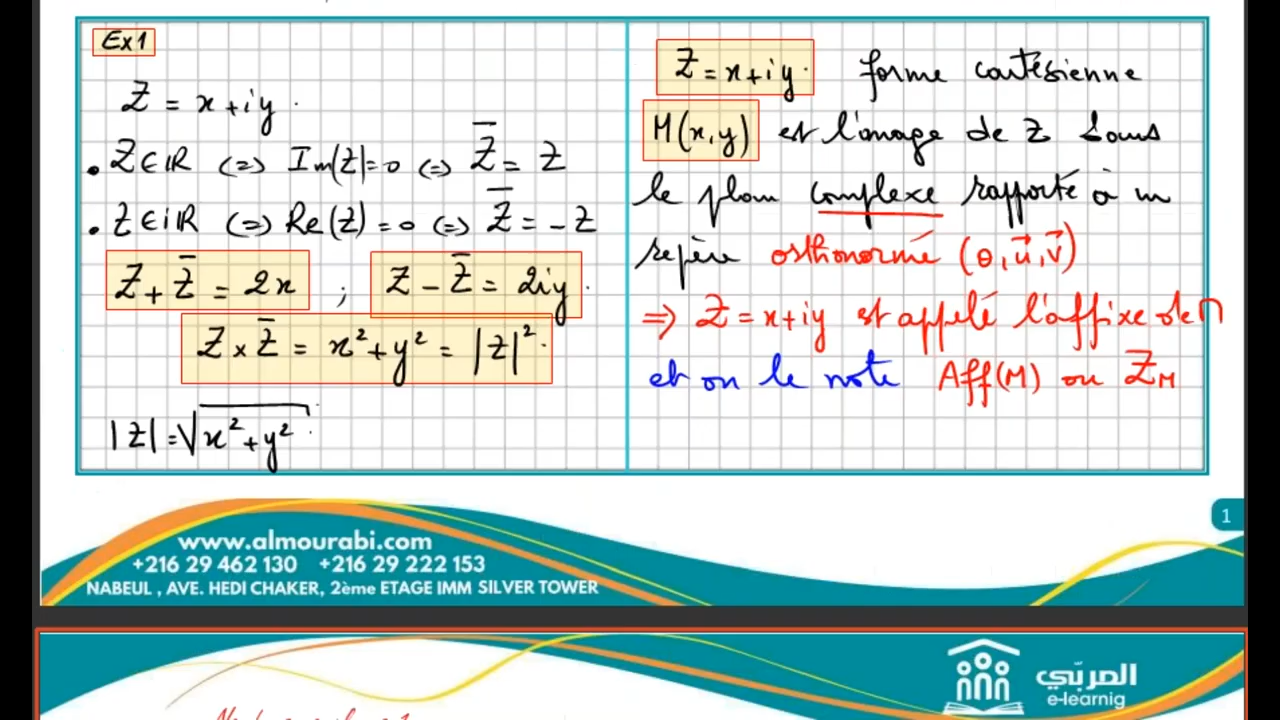 Ex1
Z = x+iy.
• Z∈ℝ (=) Im(Z)=0 (=) Z̅ = Z
• Z∈iℝ (=) Re(Z)=0 (=) Z̅ = -Z
Z + Z̅ = 2x ; Z - Z̅ = 2iy.
Z × Z̅ = x² + y² = |Z|².
|Z| = √(x² + y²).
Z = x+iy. forme cartésienne
M(x,y) est l'image de Z dans
le plan complexe rapporté à un
repère orthonormé (O,u⃗,v⃗)
⇒ Z = x+iy est appelé l'affixe de M
et on le note Aff(M) ou Z_M
1
www.almourabi.com
+216 29 462 130 +216 29 222 153
NABEUL , AVE. HEDI CHAKER, 2ème ETAGE IMM SILVER TOWER
المربّي
e-learnig